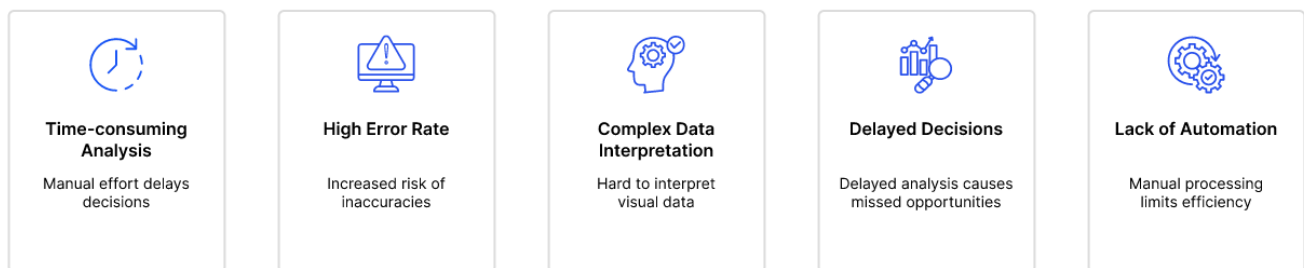 Time-consuming
Analysis
Manual effort delays
decisions
High Error Rate
Increased risk of
inaccuracies
Complex Data
Interpretation
Hard to interpret
visual data
Delayed Decisions
Delayed analysis causes
missed opportunities
Lack of Automation
Manual processing
limits efficiency